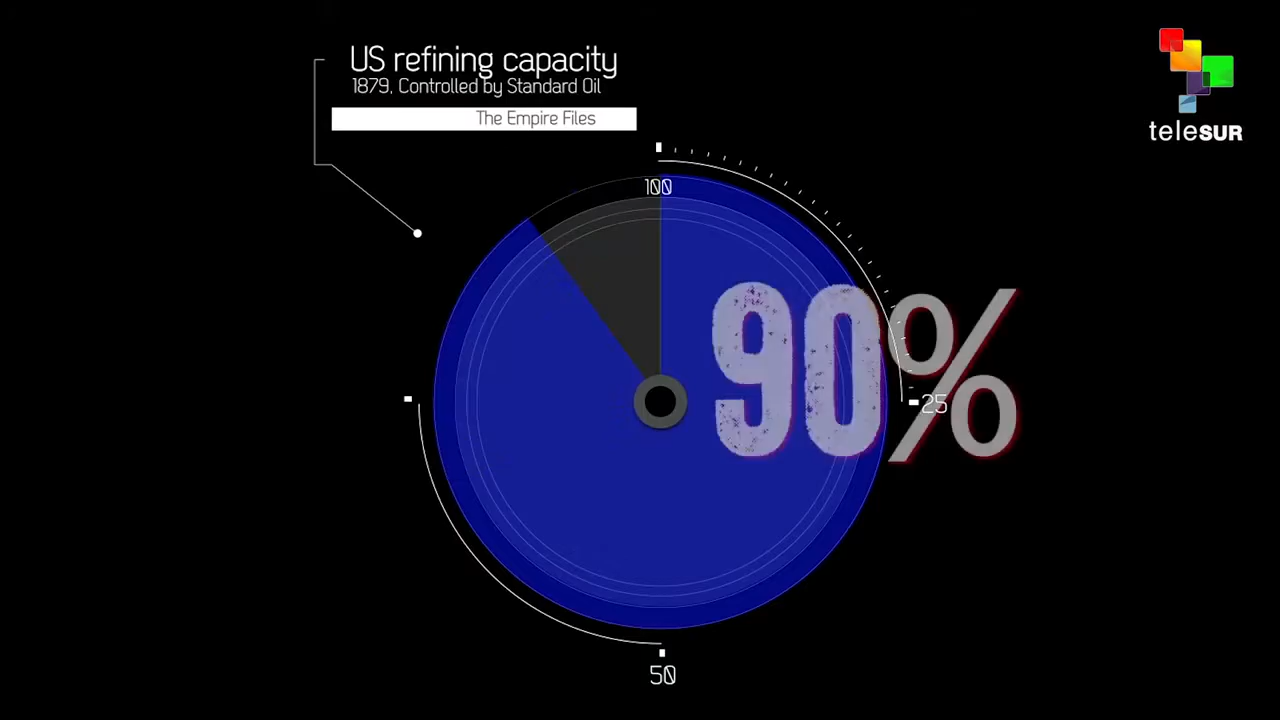 US refining capacity
1879, Controlled by Standard Oil
The Empire Files
teleSUR
100
90%
25
50